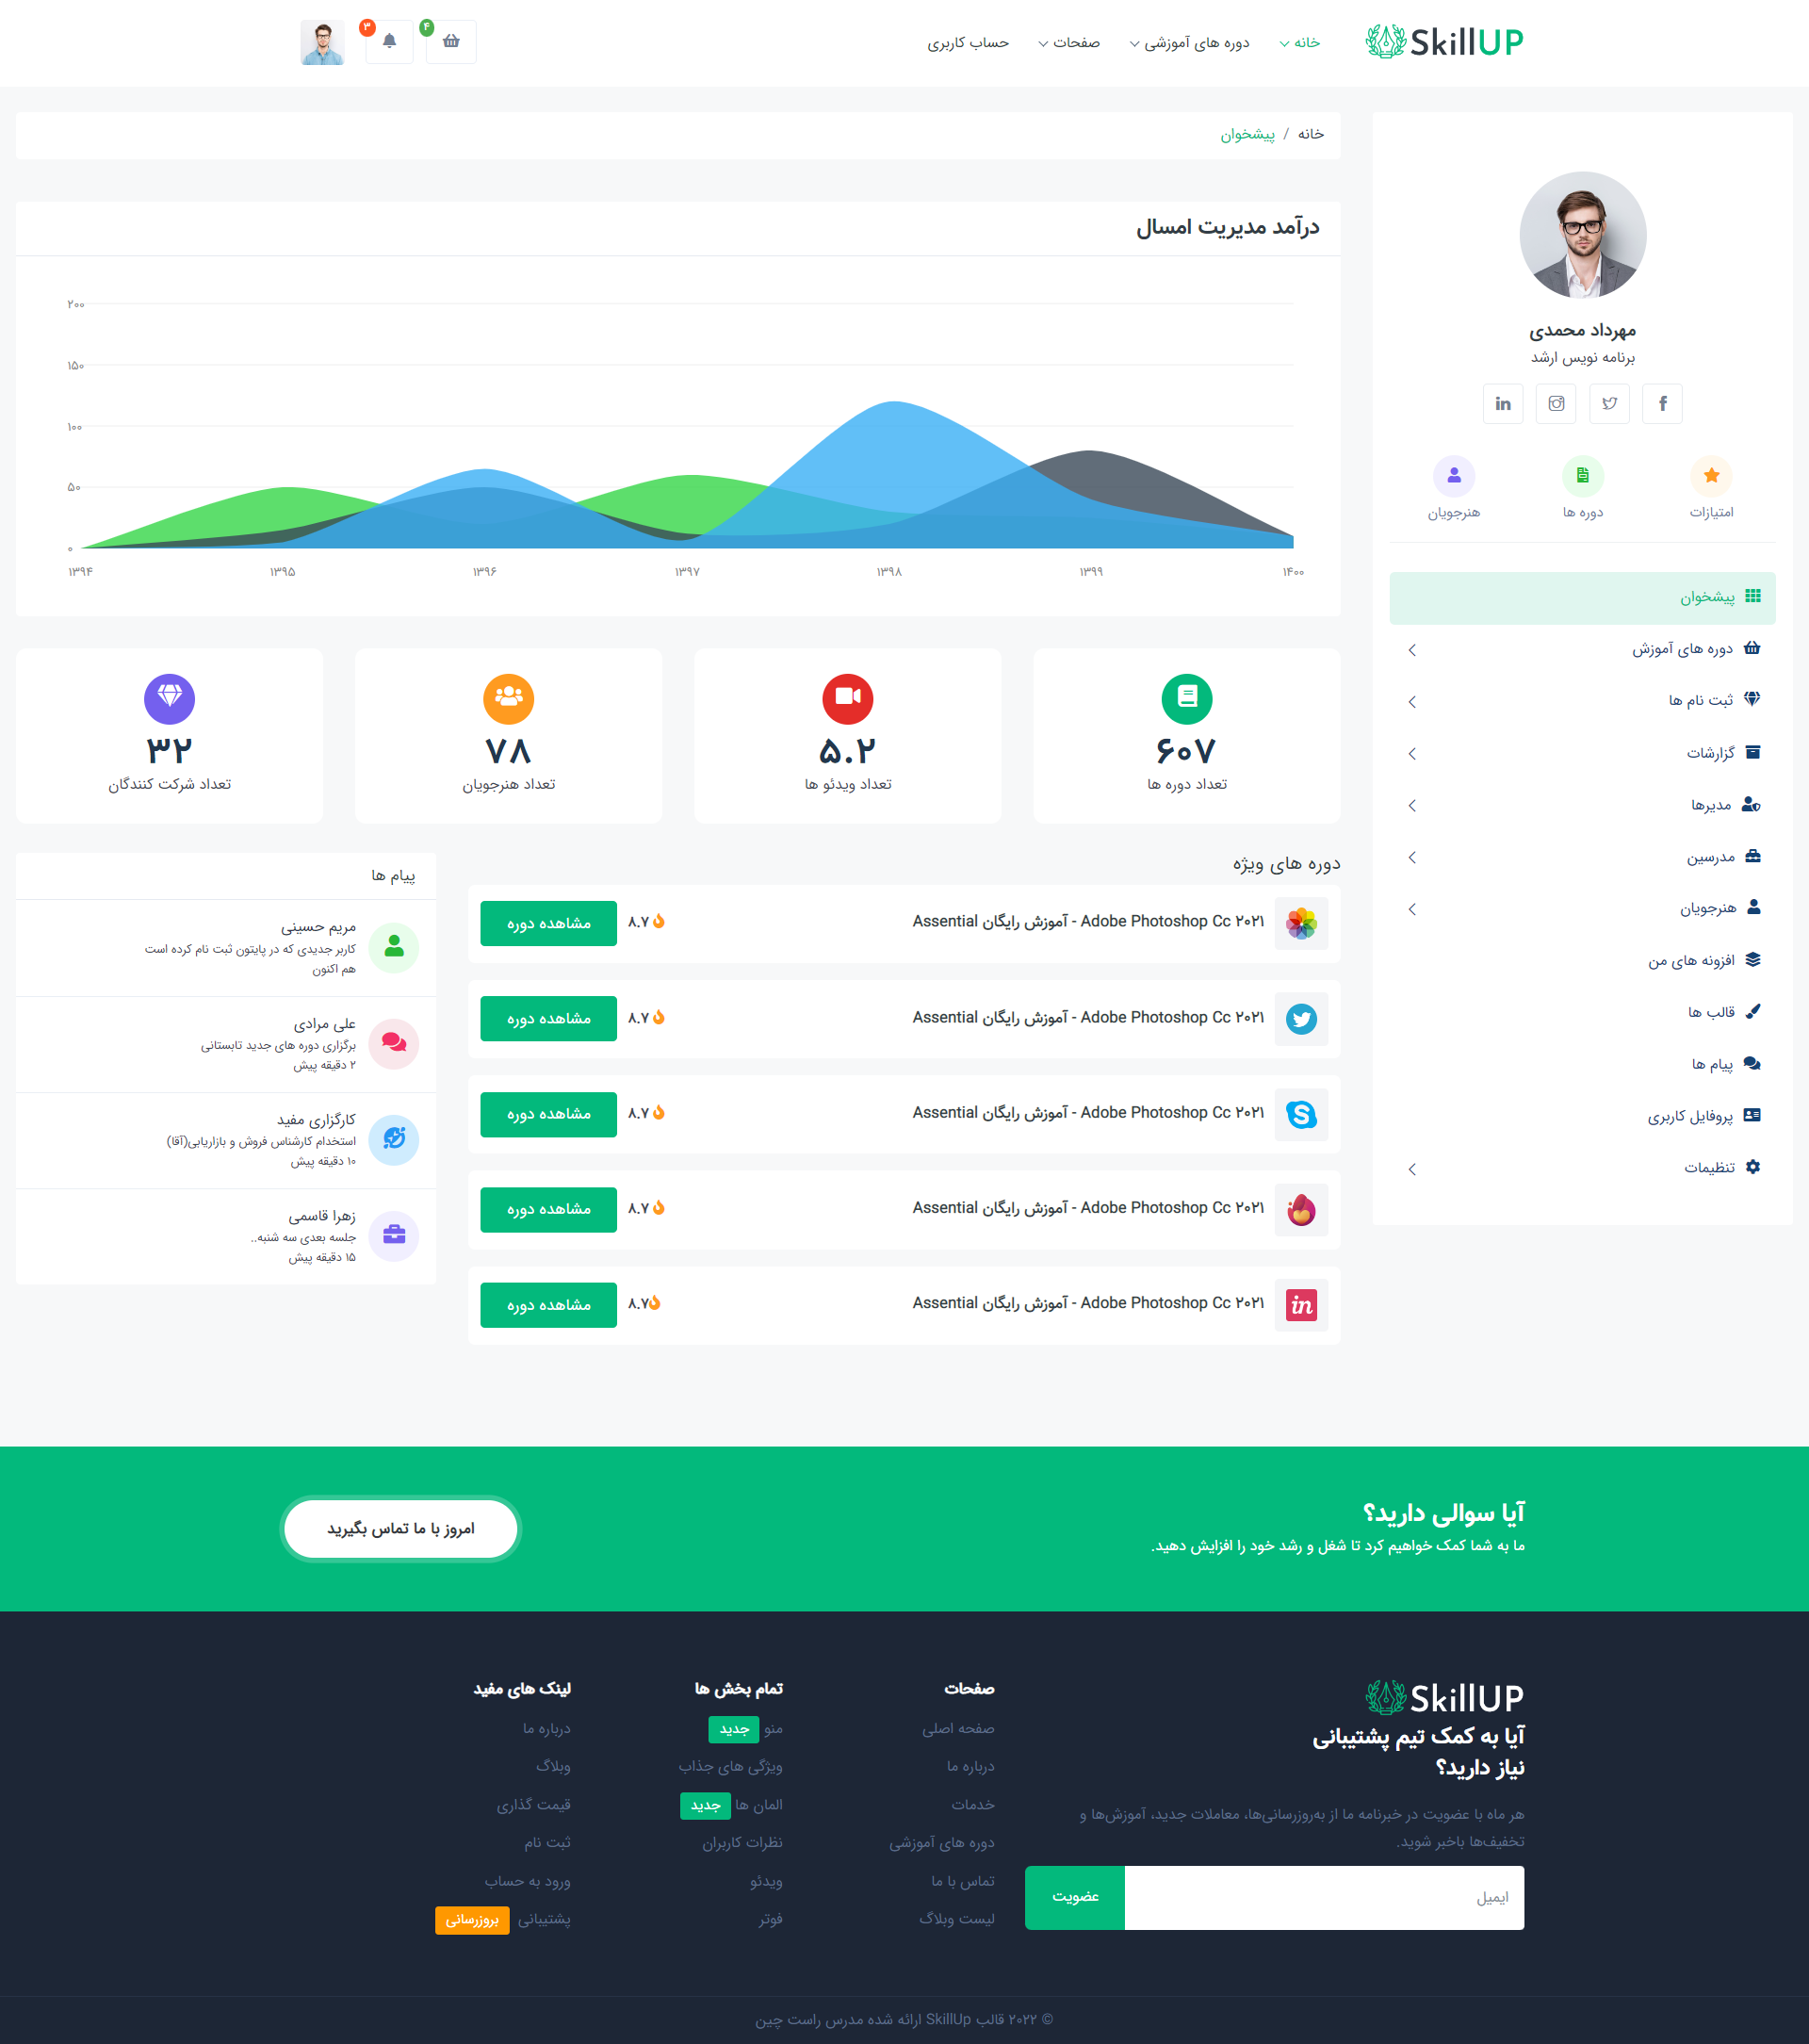 SkillUP
خانه
دوره های آموزشی
صفحات
حساب کاربری
۴
۳
مهرداد محمدی
برنامه نویس ارشد
امتیازات
دوره ها
هنرجویان
پیشخوان
دوره های آموزش
ثبت نام ها
گزارشات
مدیرها
مدرسین
هنرجویان
افزونه های من
قالب ها
پیام ها
پروفایل کاربری
تنظیمات
خانه / پیشخوان
درآمد مدیریت امسال
۲۰۰
۱۵۰
۱۰۰
۵۰
۰
۱۳۹۴
۱۳۹۵
۱۳۹۶
۱۳۹۷
۱۳۹۸
۱۳۹۹
۱۴۰۰
۶۰۷
تعداد دوره ها
۵.۲
تعداد ویدئو ها
۷۸
تعداد هنرجویان
۳۲
تعداد شرکت کنندگان
دوره های ویژه
Adobe Photoshop Cc ۲۰۲۱ - آموزش رایگان Assential
۸.۷
مشاهده دوره
Adobe Photoshop Cc ۲۰۲۱ - آموزش رایگان Assential
۸.۷
مشاهده دوره
Adobe Photoshop Cc ۲۰۲۱ - آموزش رایگان Assential
۸.۷
مشاهده دوره
Adobe Photoshop Cc ۲۰۲۱ - آموزش رایگان Assential
۸.۷
مشاهده دوره
in
Adobe Photoshop Cc ۲۰۲۱ - آموزش رایگان Assential
۸.۷
مشاهده دوره
پیام ها
مریم حسینی
کاربر جدیدی که در پایتون ثبت نام کرده است
هم اکنون
علی مرادی
برگزاری دوره های جدید تابستانی
۲ دقیقه پیش
کارگزاری مفید
استخدام کارشناس فروش و بازاریابی(آقا)
۱۰ دقیقه پیش
زهرا قاسمی
جلسه بعدی سه شنبه..
۱۵ دقیقه پیش
آیا سوالی دارید؟
ما به شما کمک خواهیم کرد تا شغل و رشد خود را افزایش دهید.
امروز با ما تماس بگیرید
SkillUP
آیا به کمک تیم پشتیبانی
نیاز دارید؟
هر ماه با عضویت در خبرنامه ما از به‌روزرسانی‌ها، معاملات جدید، آموزش‌ها و
تخفیف‌ها باخبر شوید.
ایمیل
عضویت
صفحات
صفحه اصلی
درباره ما
خدمات
دوره های آموزشی
تماس با ما
لیست وبلاگ
تمام بخش ها
منو جدید
ویژگی های جذاب
المان ها جدید
نظرات کاربران
ویدئو
فوتر
لینک های مفید
درباره ما
وبلاگ
قیمت گذاری
ثبت نام
ورود به حساب
پشتیبانی بروزرسانی
© ۲۰۲۲ قالب SkillUp ارائه شده مدرس راست چین